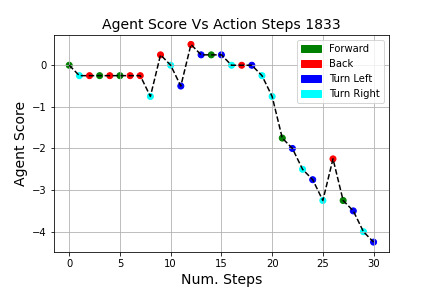 Agent Score Vs Action Steps 1833
Forward
Back
Turn Left
Turn Right
Agent Score
0
−1
−2
−3
−4
0 5 10 15 20 25 30
Num. Steps